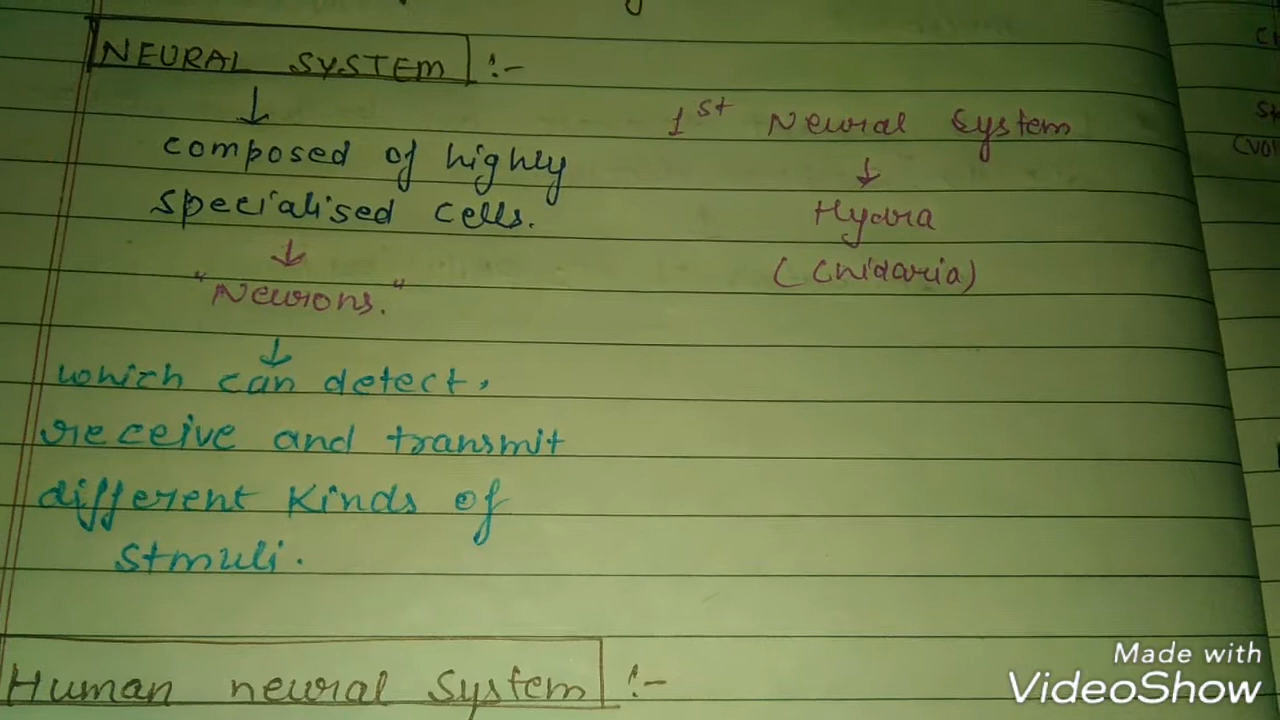 NEURAL SYSTEM :-
↓
composed of highly
specialised cells.
↓
"Neurons."
↓
which can detect,
receive and transmit
different kinds of
stmuli.
1st Neural System
↓
Hydra
(Cnidaria)
Human neural System :-
Made with
VideoShow